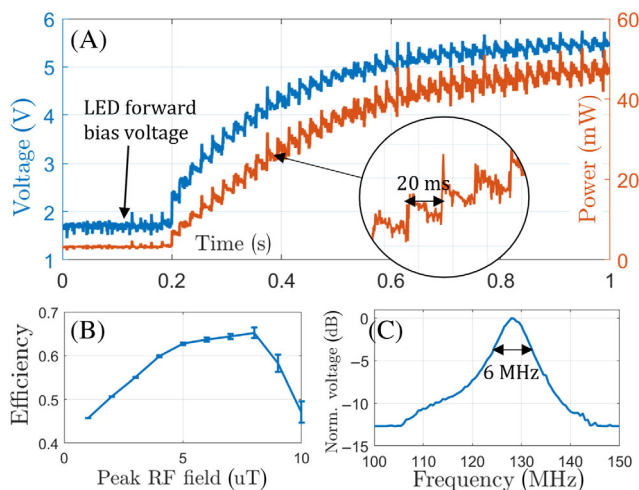 6
(A)
60
5
LED forward
bias voltage
40
4
Voltage (V)
Power (mW)
3
20 ms
20
2
Time (s)
1
0
0
0.2
0.4
0.6
0.8
1
0.7
(B)
0
(C)
0.6
-5
Efficiency
Norm. voltage (dB)
6 MHz
0.5
-10
0.4
-15
0
5
10
100
110
120
130
140
150
Peak RF field (uT)
Frequency (MHz)